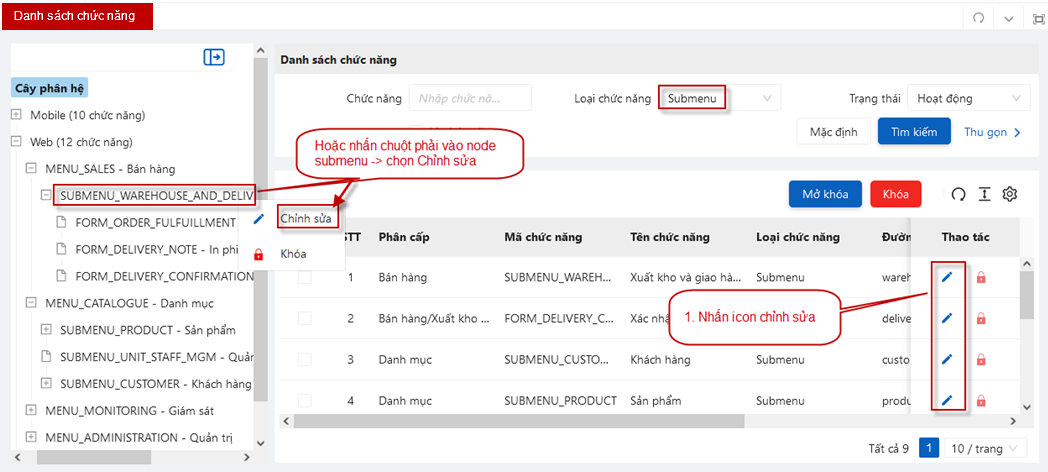 Danh sách chức năng
Cây phân hệ
Mobile (10 chức năng)
Web (12 chức năng)
MENU_SALES - Bán hàng
SUBMENU_WAREHOUSE_AND_DELIV
FORM_ORDER_FULFUILLMENT
FORM_DELIVERY_NOTE - In phi
FORM_DELIVERY_CONFIRMATION
MENU_CATALOGUE - Danh mục
SUBMENU_PRODUCT - Sản phẩm
SUBMENU_UNIT_STAFF_MGM - Quản
SUBMENU_CUSTOMER - Khách hàng
MENU_MONITORING - Giám sát
MENU_ADMINISTRATION - Quản trị
Chỉnh sửa
Khóa
Hoặc nhấn chuột phải vào node
submenu -> chọn Chỉnh sửa
Danh sách chức năng
Chức năng Nhập chức nă... Loại chức năng Submenu Trạng thái Hoạt động
Mặc định Tìm kiếm Thu gọn
Mở khóa Khóa
STT Phân cấp Mã chức năng Tên chức năng Loại chức năng Đườn Thao tác
1 Bán hàng SUBMENU_WAREH... Xuất kho và giao hà... Submenu wareh
2 Bán hàng/Xuất kho ... FORM_DELIVERY_C... Xác nhậ delive
1. Nhấn icon chỉnh sửa
3 Danh mục SUBMENU_CUSTO... Khách hàng Submenu custo
4 Danh mục SUBMENU_PRODUCT Sản phẩm Submenu produ
Tất cả 9 1 10 / trang